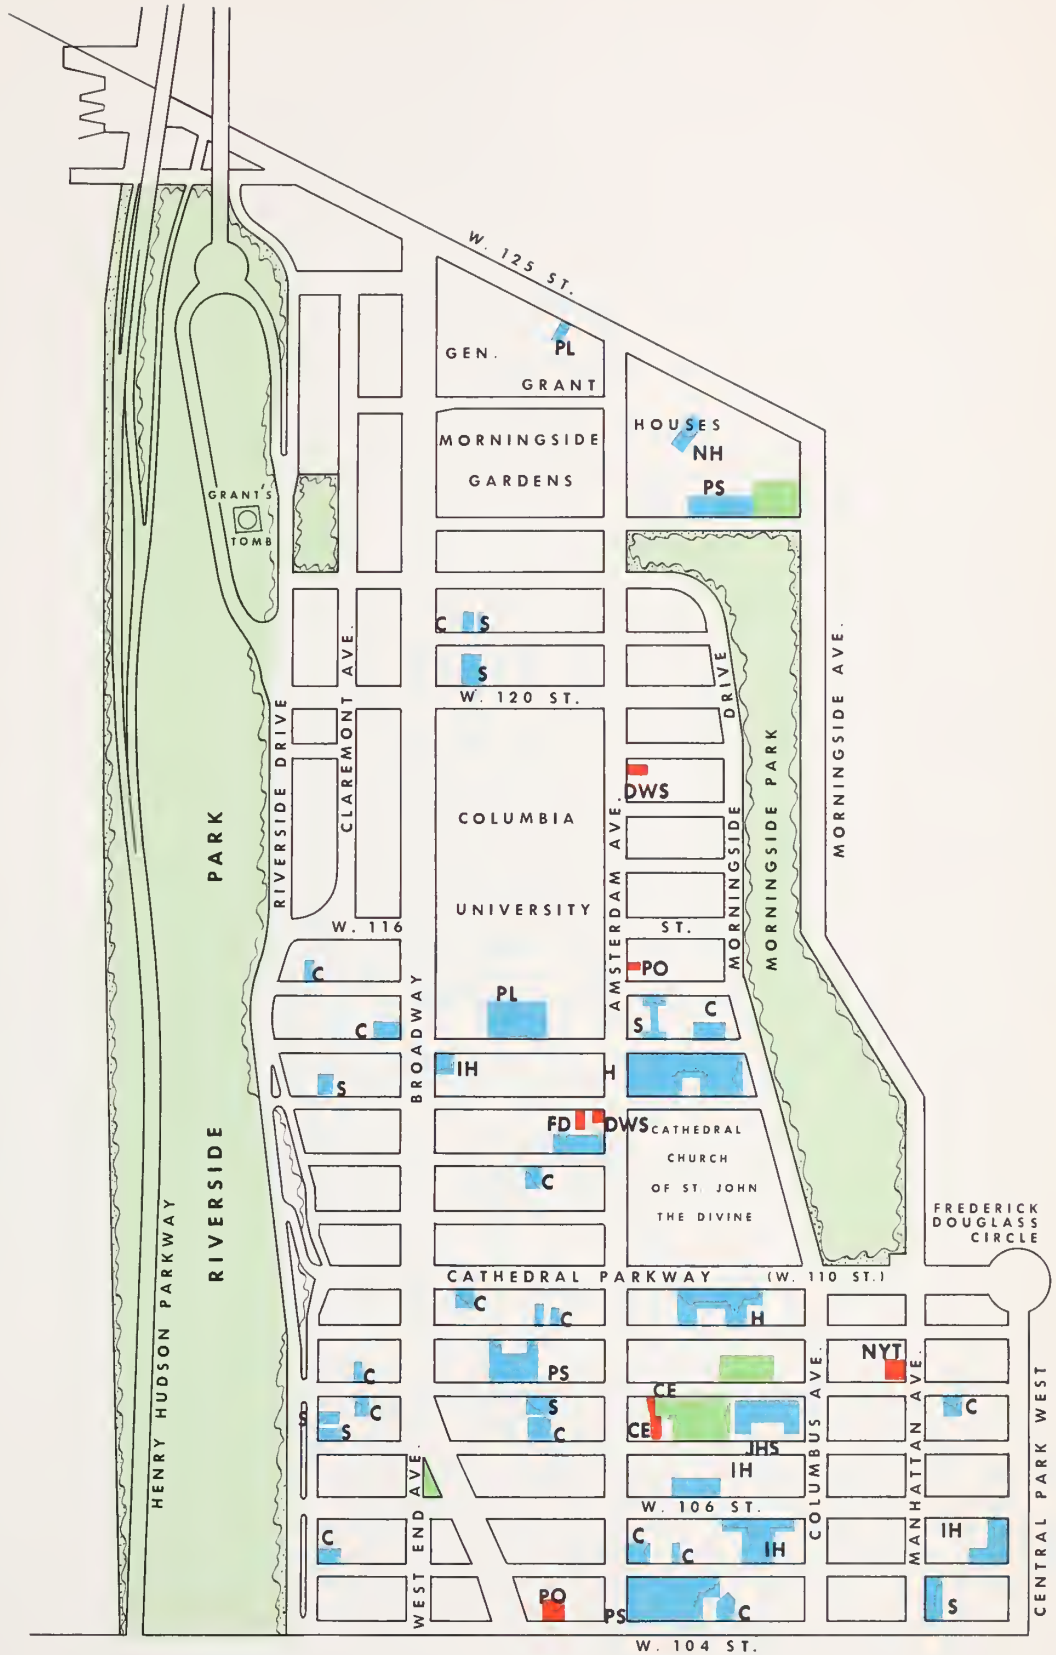 W. 125 ST.
PL
GEN.
GRANT
HOUSES
MORNINGSIDE
GARDENS
NH
PS
GRANT'S
TOMB
C
S
S
W. 120 ST.
CLAREMONT AVE.
RIVERSIDE DRIVE
MORNINGSIDE DRIVE
MORNINGSIDE PARK
MORNINGSIDE AVE.
DWS
COLUMBIA
UNIVERSITY
AMSTERDAM AVE.
W. 116
ST.
RIVERSIDE PARK
C
PO
PL
C
S
C
BROADWAY
IH
H
S
FD
DWS
CATHEDRAL
CHURCH
OF ST. JOHN
THE DIVINE
C
HENRY HUDSON PARKWAY
FREDERICK
DOUGLASS
CIRCLE
CATHEDRAL PARKWAY (W. 110 ST.)
C
C
H
C
PS
NYT
S
C
S
S
C
CE
CE
JHS
C
COLUMBUS AVE.
MANHATTAN AVE.
CENTRAL PARK WEST
IH
WEST END AVE.
W. 106 ST.
C
C
C
IH
IH
PO
PS
C
S
W. 104 ST.